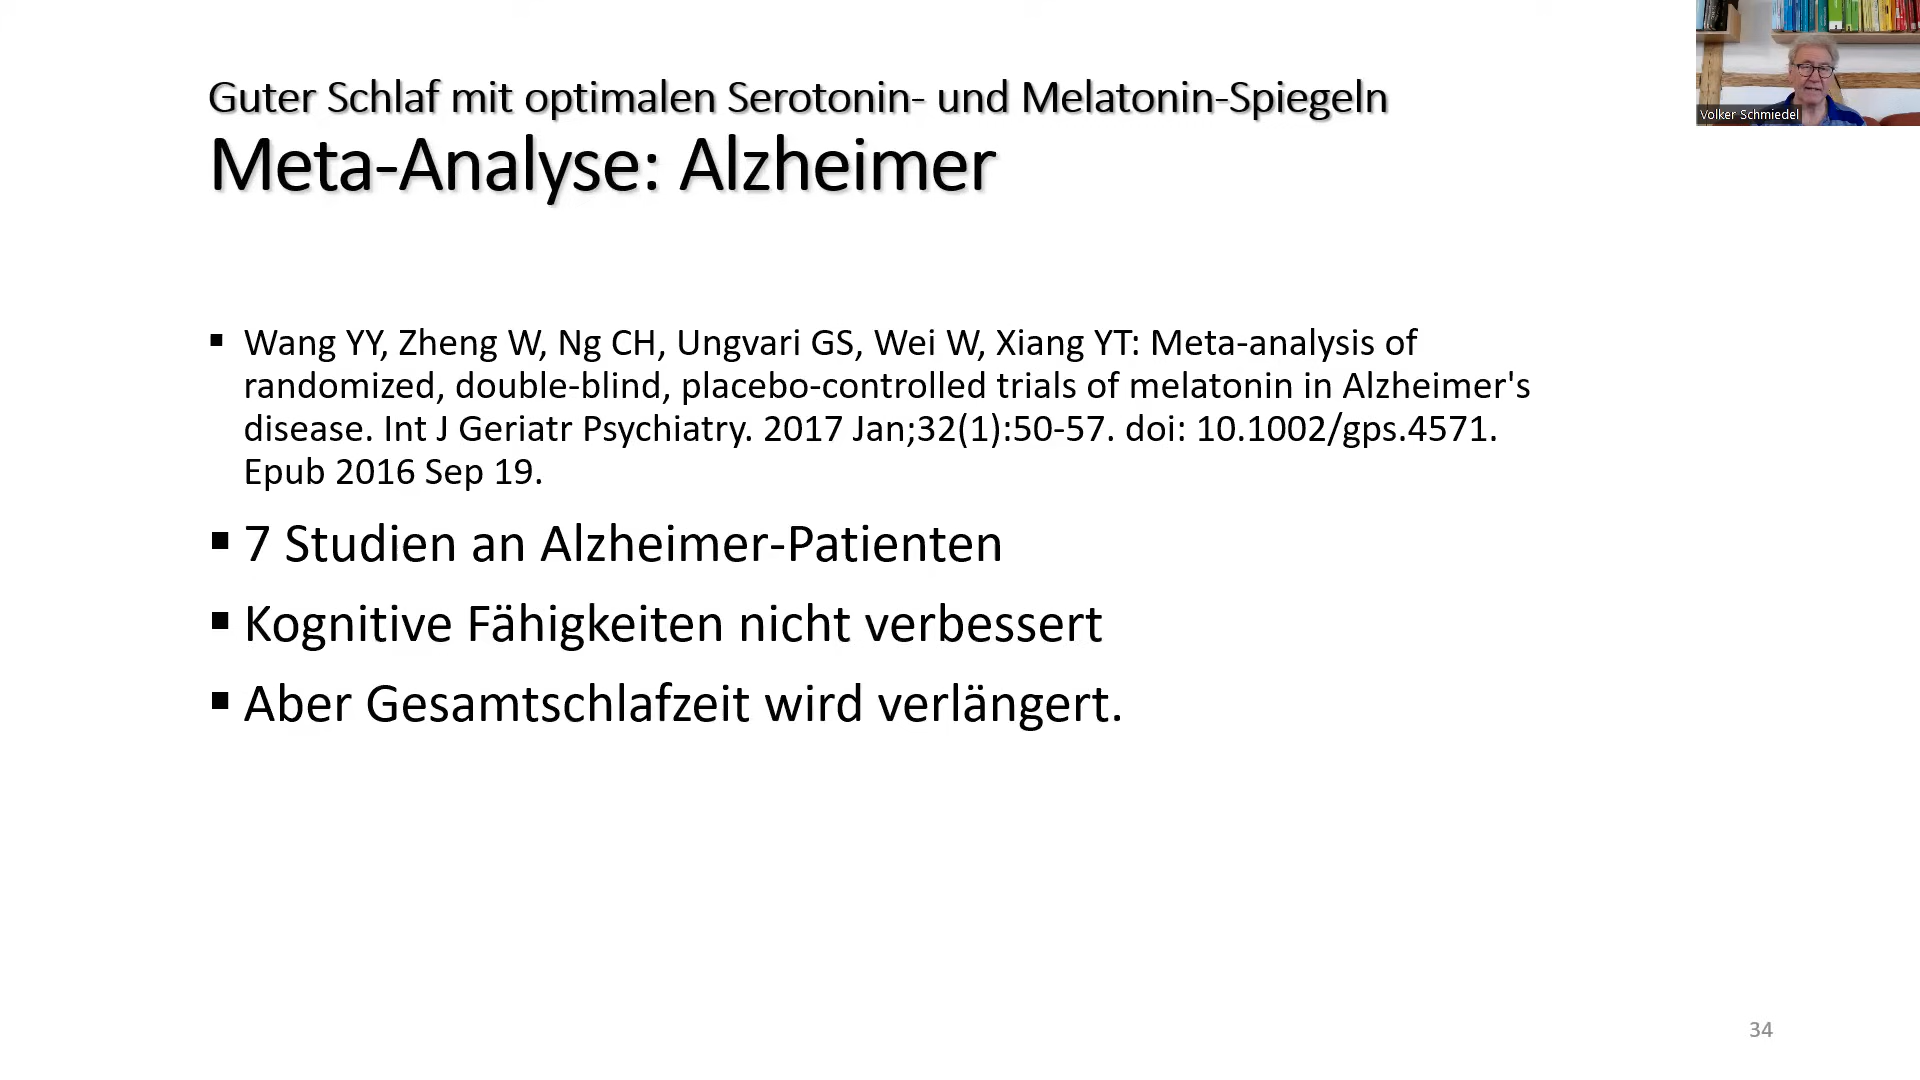 Volker Schmiedel
Guter Schlaf mit optimalen Serotonin- und Melatonin-Spiegeln
Meta-Analyse: Alzheimer
▪ Wang YY, Zheng W, Ng CH, Ungvari GS, Wei W, Xiang YT: Meta-analysis of
randomized, double-blind, placebo-controlled trials of melatonin in Alzheimer's
disease. Int J Geriatr Psychiatry. 2017 Jan;32(1):50-57. doi: 10.1002/gps.4571.
Epub 2016 Sep 19.
▪ 7 Studien an Alzheimer-Patienten
▪ Kognitive Fähigkeiten nicht verbessert
▪ Aber Gesamtschlafzeit wird verlängert.
34